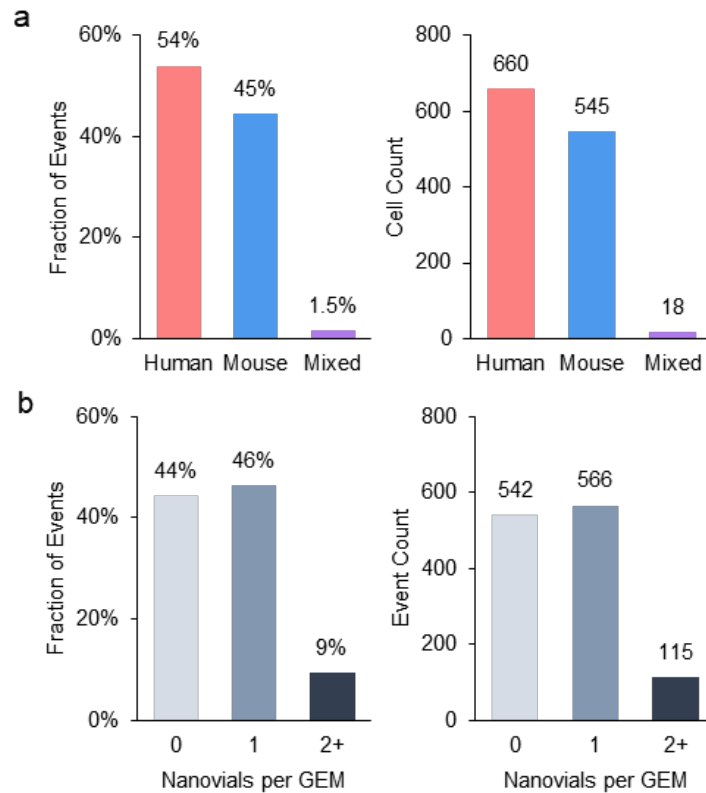 a
60%
40%
20%
0%
Fraction of Events
54%
45%
1.5%
Human Mouse Mixed
800
600
400
200
0
Cell Count
660
545
18
Human Mouse Mixed
b
60%
40%
20%
0%
Fraction of Events
44%
46%
9%
0 1 2+
Nanovials per GEM
800
600
400
200
0
Event Count
542
566
115
0 1 2+
Nanovials per GEM